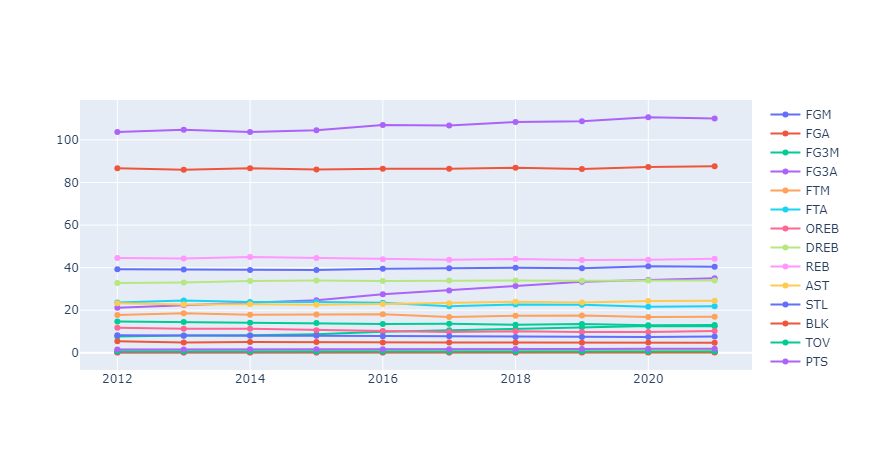 100
80
60
40
20
0
2012 2014 2016 2018 2020
FGM
FGA
FG3M
FG3A
FTM
FTA
OREB
DREB
REB
AST
STL
BLK
TOV
PTS